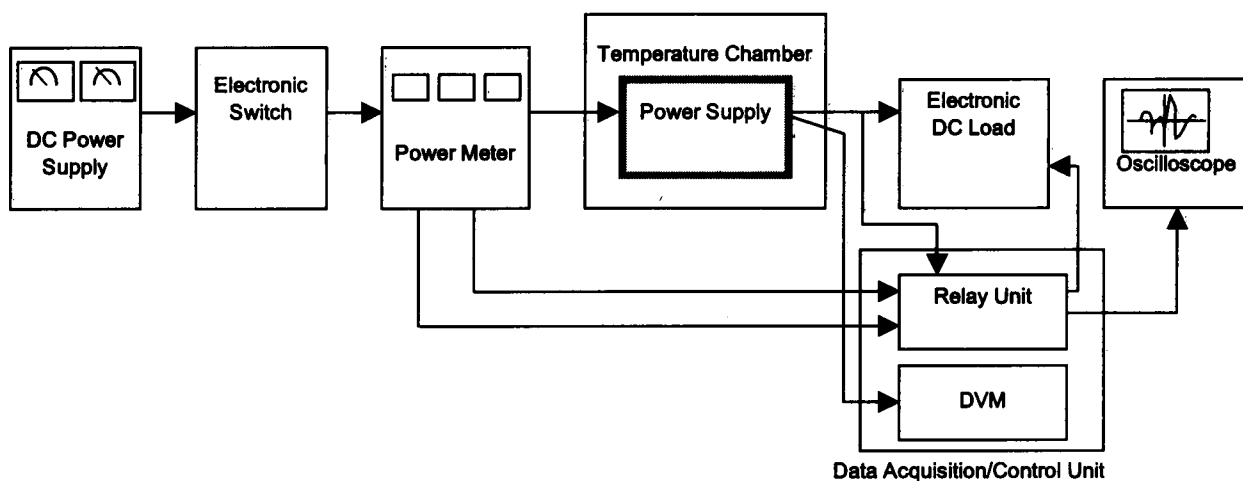 DC Power
Supply
Electronic
Switch
Power Meter
Temperature Chamber
Power Supply
Electronic
DC Load
Oscilloscope
Relay Unit
DVM
Data Acquisition/Control Unit